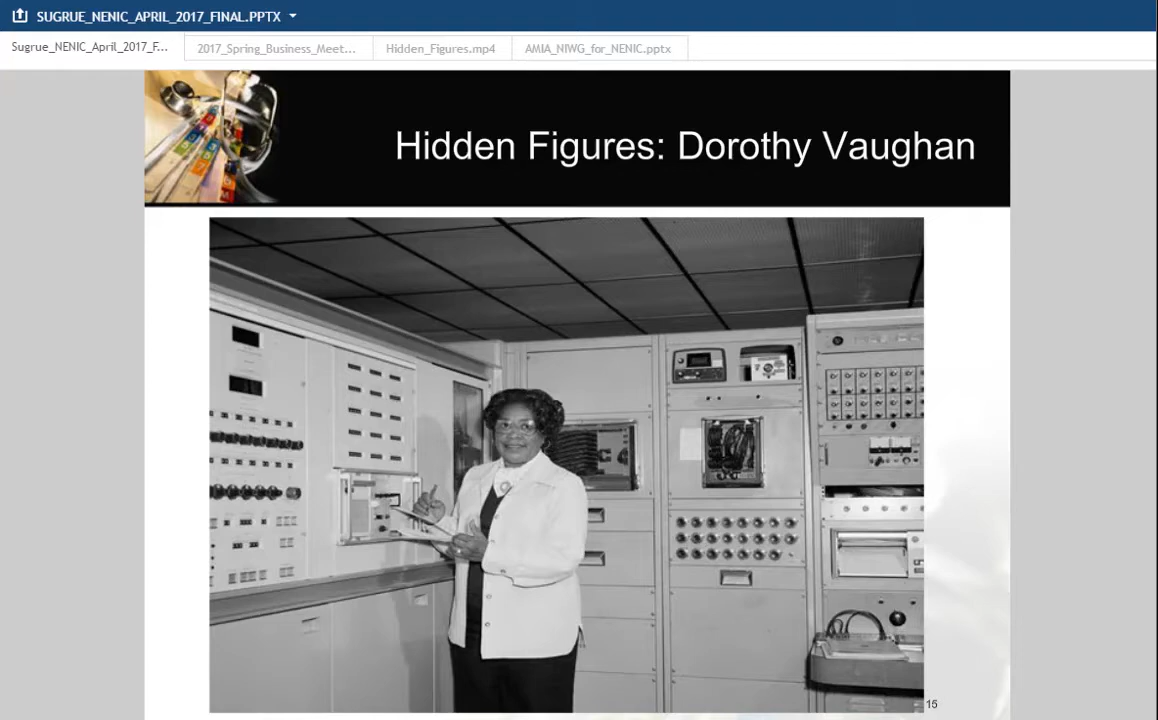 SUGRUE_NENIC_APRIL_2017_FINAL.PPTX
Sugrue_NENIC_April_2017_F... 2017_Spring_Business_Meet... Hidden_Figures.mp4 AMIA_NIWG_for_NENIC.pptx
Hidden Figures: Dorothy Vaughan
15